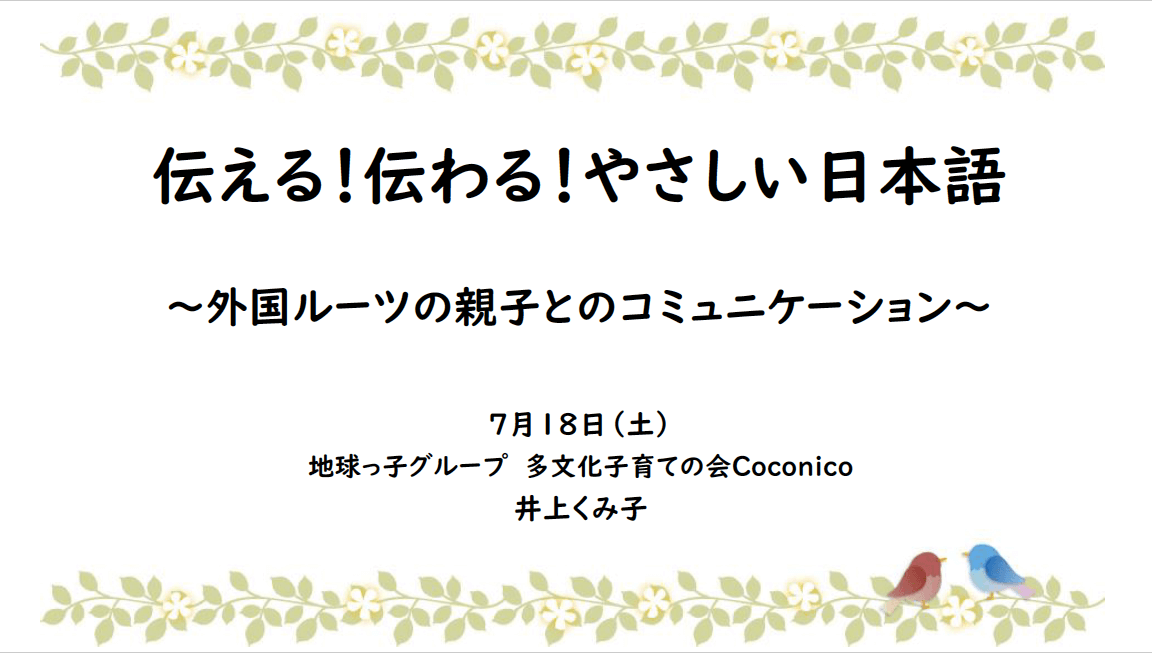 伝える！伝わる！やさしい日本語
～外国ルーツの親子とのコミュニケーション～
7月18日（土）
地球っ子グループ　多文化子育ての会Coconico
井上くみ子